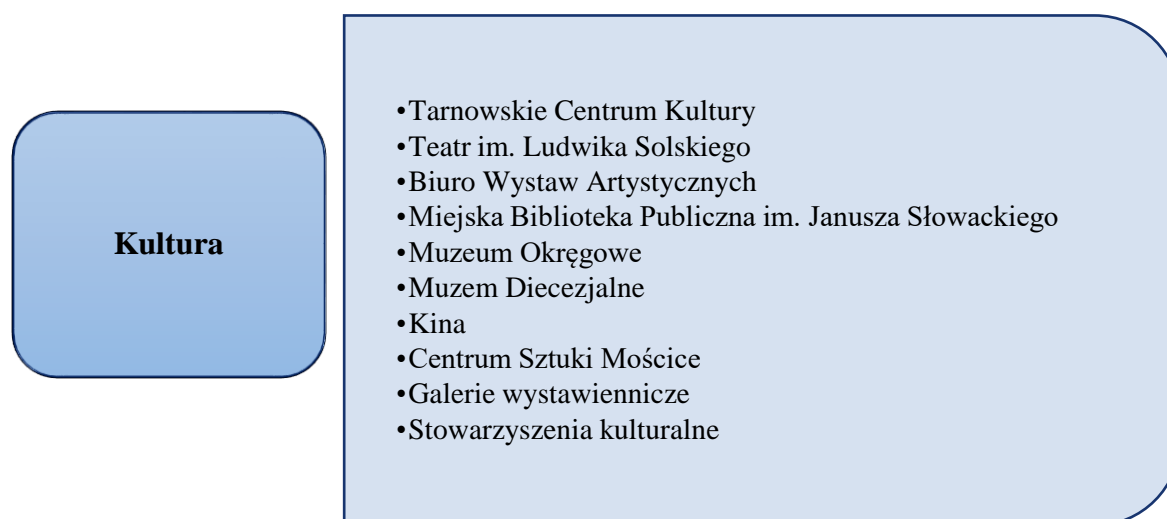 Kultura
•Tarnowskie Centrum Kultury
•Teatr im. Ludwika Solskiego
•Biuro Wystaw Artystycznych
•Miejska Biblioteka Publiczna im. Janusza Słowackiego
•Muzeum Okręgowe
•Muzem Diecezjalne
•Kina
•Centrum Sztuki Mościce
•Galerie wystawiennicze
•Stowarzyszenia kulturalne